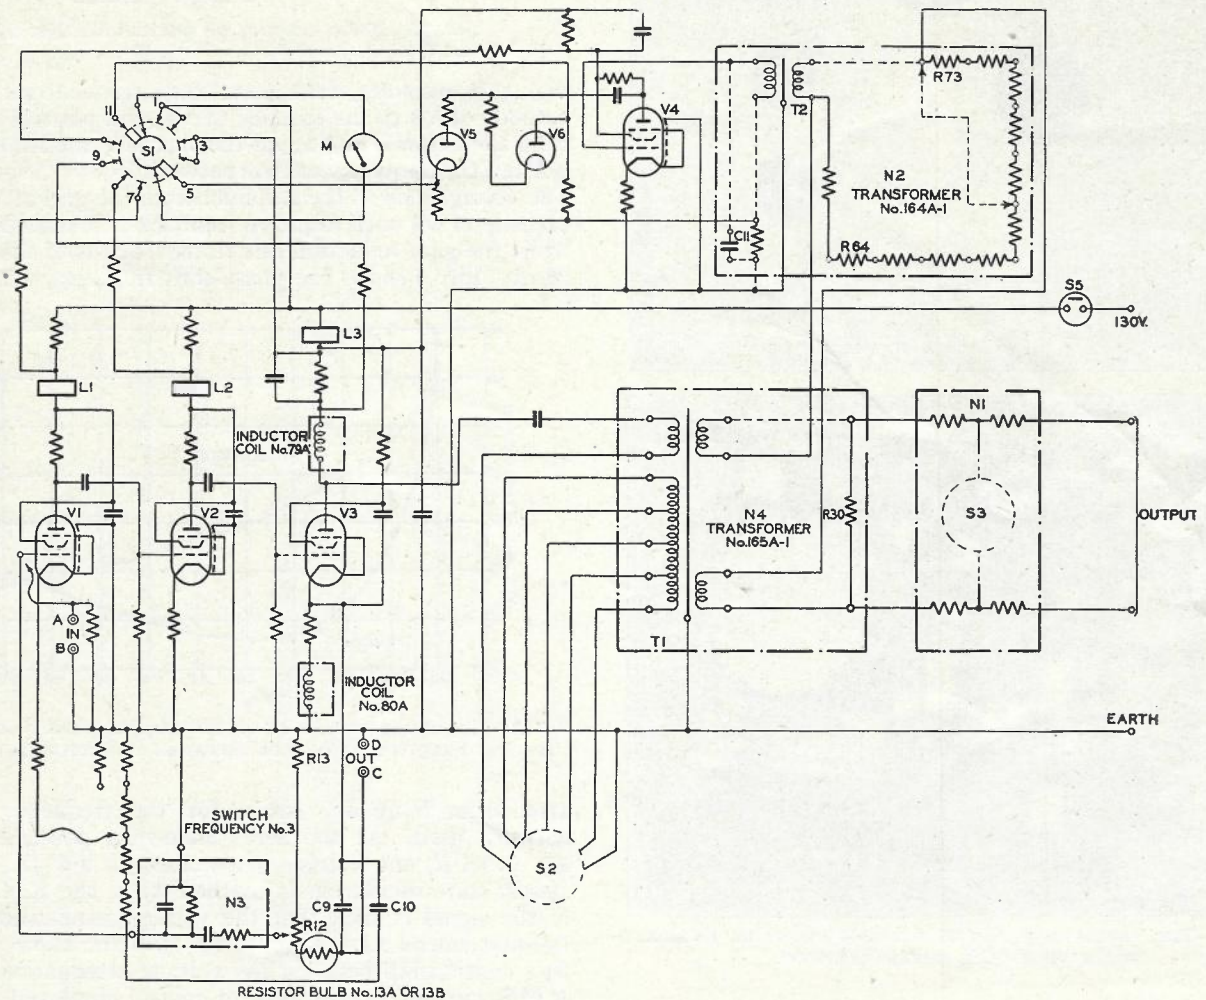 11
1
S1
3
9
5
7
M
V5
V6
V4
T2
R73
N2
TRANSFORMER
No.164A-1
C11
R64
S5
130V.
L3
L1
L2
INDUCTOR
COIL No.79A
N1
V1
V2
V3
N4
TRANSFORMER
No.165A-1
R30
S3
OUTPUT
A
IN
B
T1
INDUCTOR
COIL
No.80A
EARTH
R13
D
OUT
C
SWITCH
FREQUENCY No.3
S2
N3
C9
C10
R12
RESISTOR BULB No.13A OR 13B